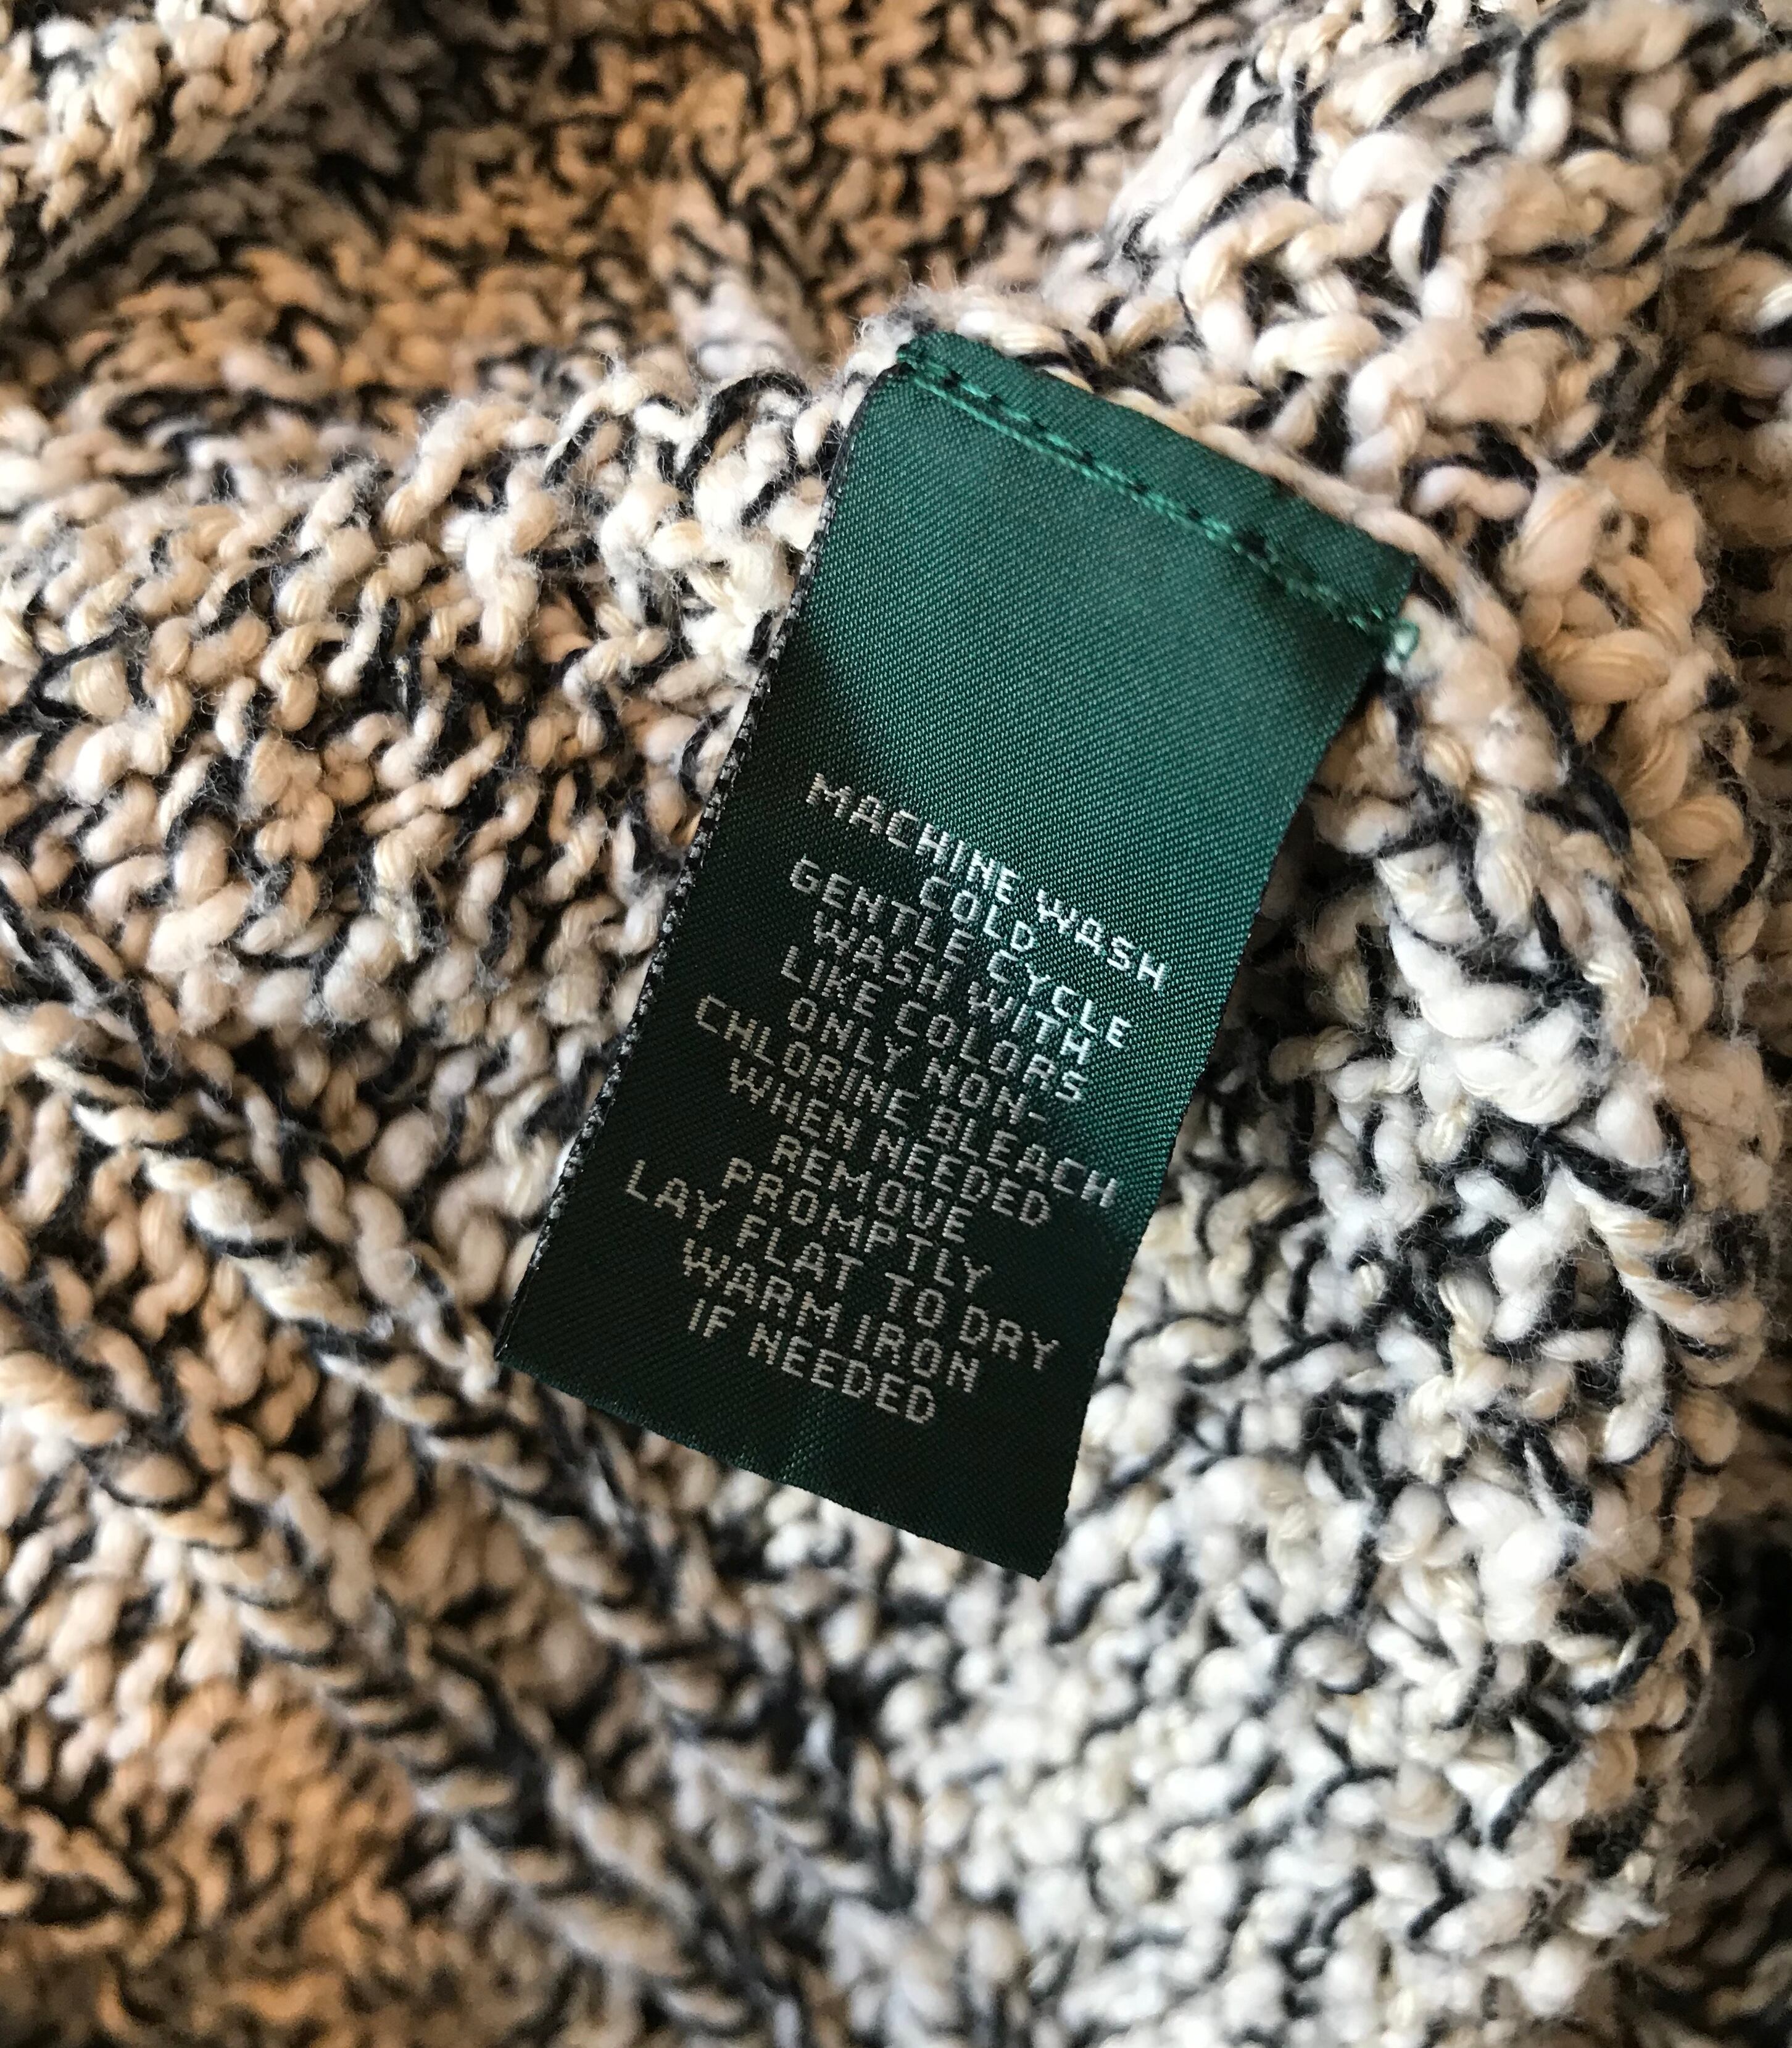 MACHINE WASH
COLD
GENTLE CYCLE
WASH WITH
LIKE COLORS
ONLY NON-
CHLORINE BLEACH
WHEN NEEDED
REMOVE
PROMPTLY
LAY FLAT TO DRY
WARM IRON
IF NEEDED